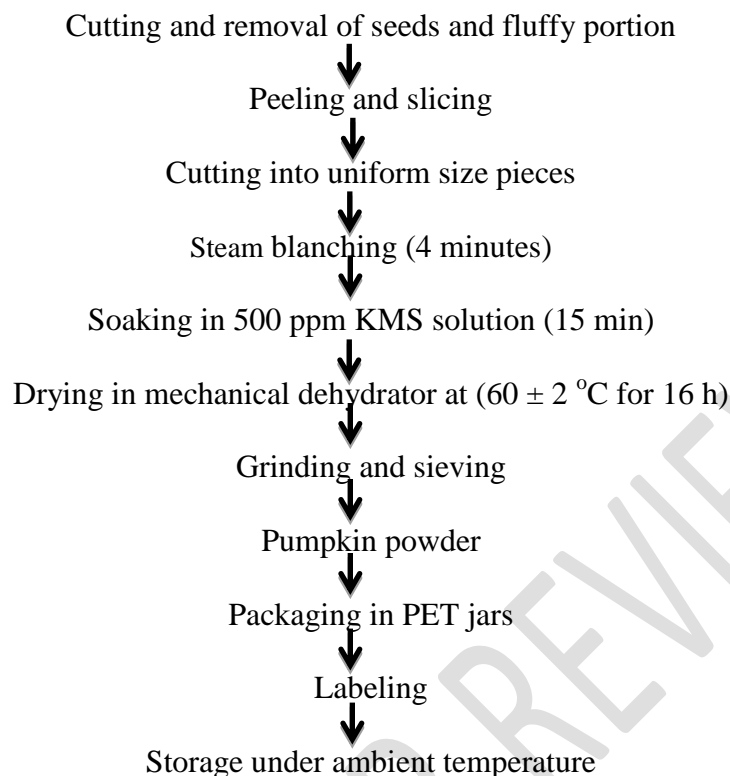 Cutting and removal of seeds and fluffy portion
Peeling and slicing
Cutting into uniform size pieces
Steam blanching (4 minutes)
Soaking in 500 ppm KMS solution (15 min)
Drying in mechanical dehydrator at (60 ± 2 °C for 16 h)
Grinding and sieving
Pumpkin powder
Packaging in PET jars
Labeling
Storage under ambient temperature